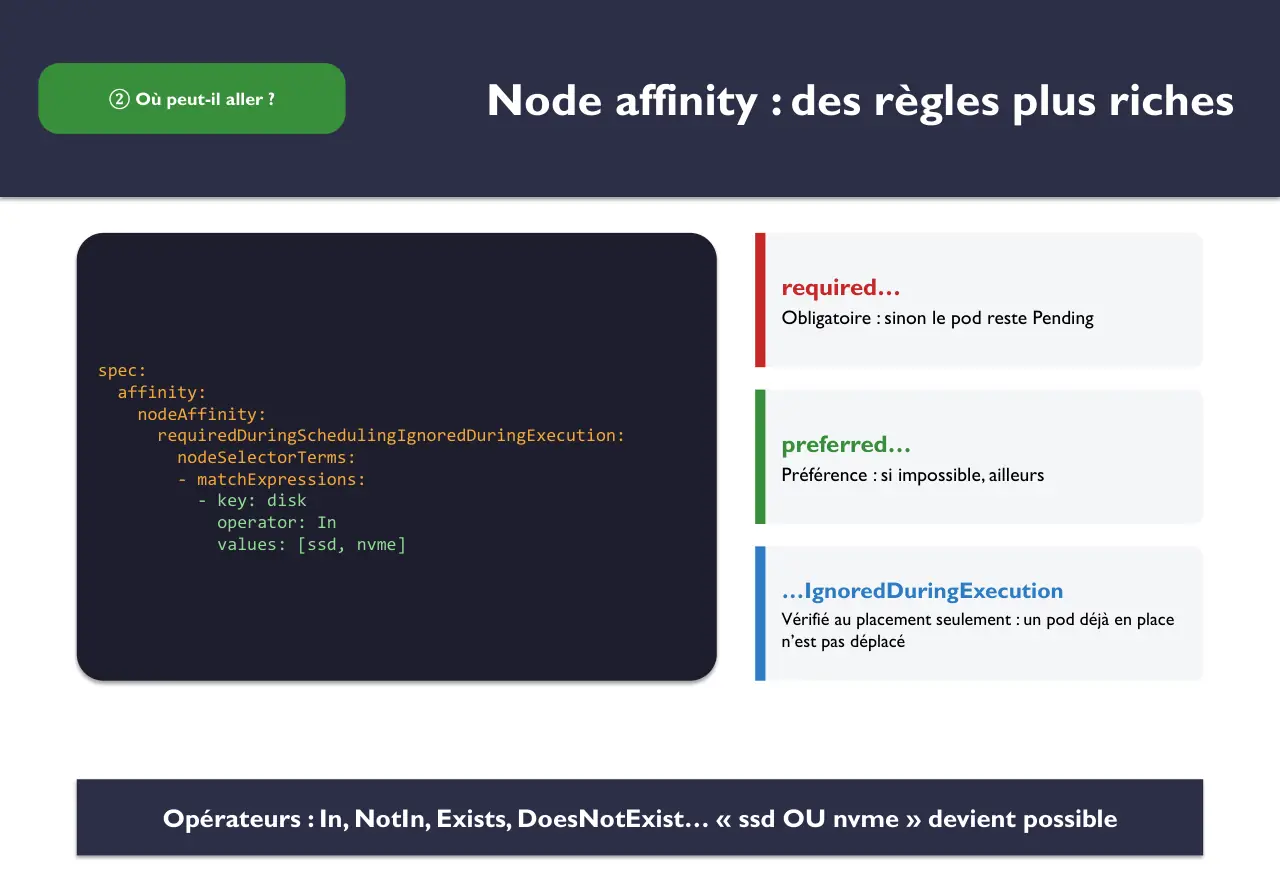 ② Où peut-il aller ?
Node affinity : des règles plus riches
spec:
  affinity:
    nodeAffinity:
      requiredDuringSchedulingIgnoredDuringExecution:
        nodeSelectorTerms:
        - matchExpressions:
          - key: disk
            operator: In
            values: [ssd, nvme]
required…
Obligatoire : sinon le pod reste Pending
preferred…
Préférence : si impossible, ailleurs
…IgnoredDuringExecution
Vérifié au placement seulement : un pod déjà en place
n’est pas déplacé
Opérateurs : In, NotIn, Exists, DoesNotExist… « ssd OU nvme » devient possible